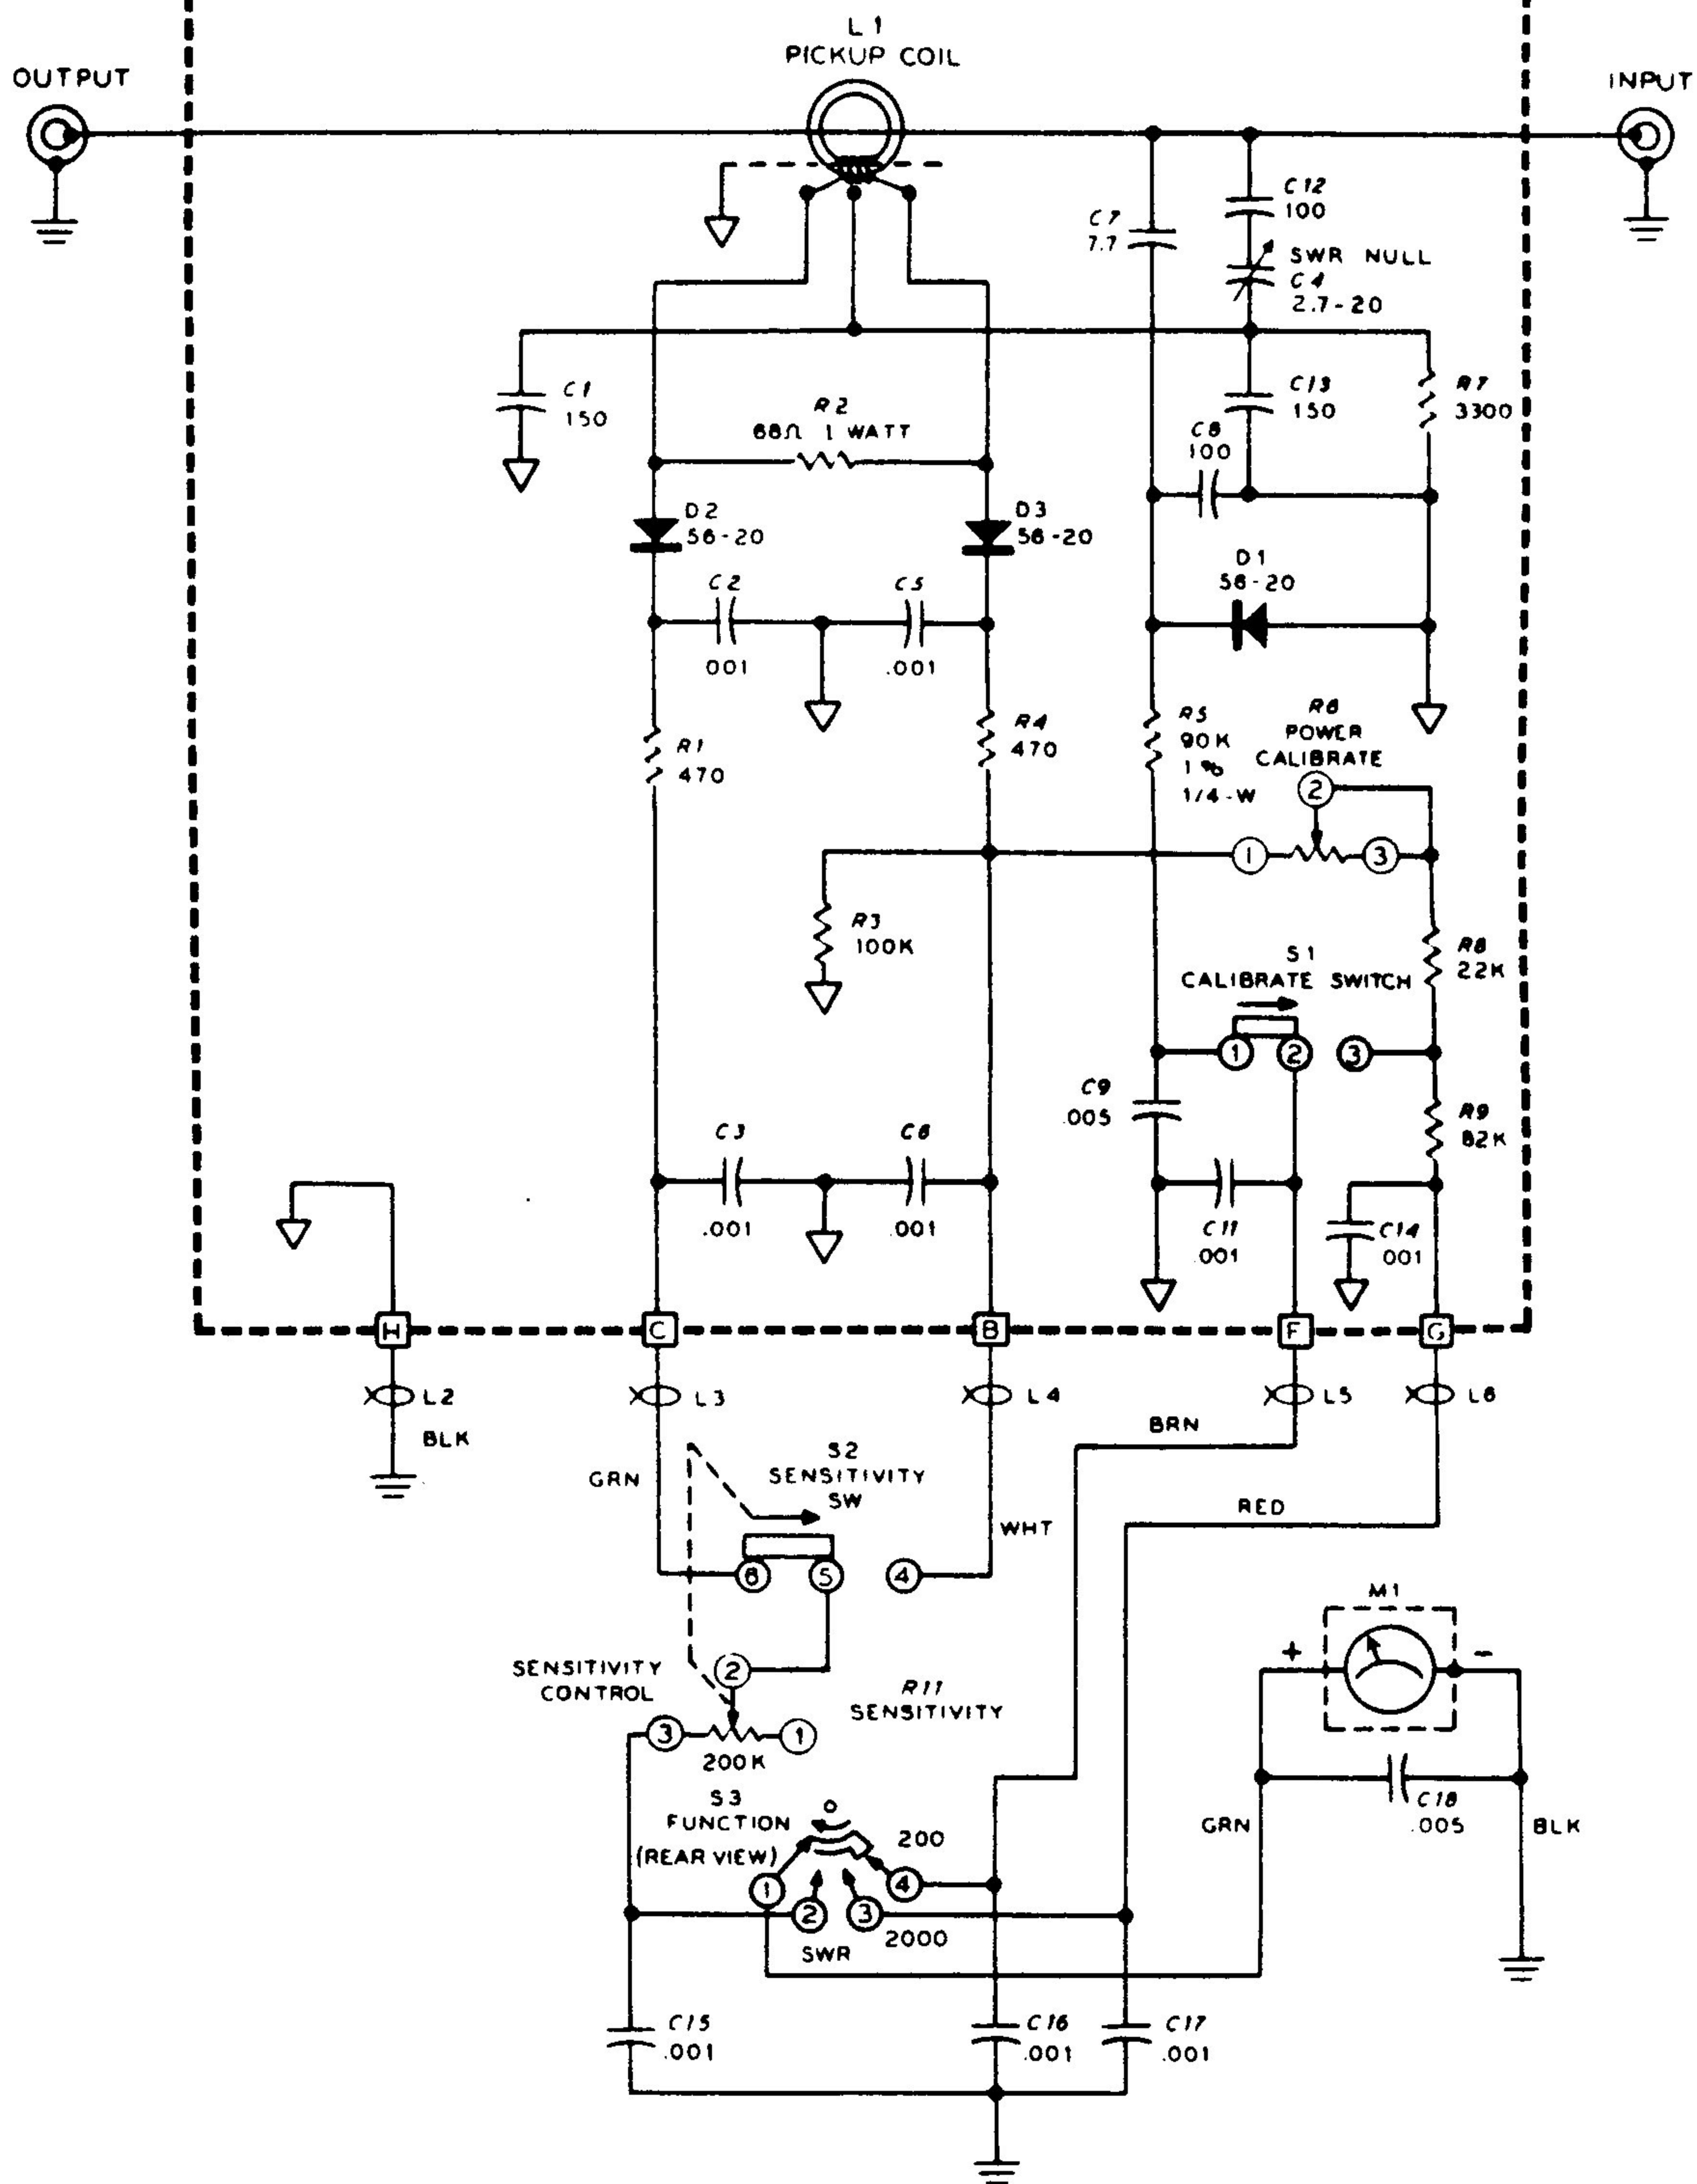 L1
PICKUP COIL
OUTPUT
INPUT
C12
100
C7
7.7
SWR NULL
C4
2.7-20
C1
150
R2
68Ω 1 WATT
C13
150
R7
3300
C8
100
D2
56-20
D3
56-20
D1
56-20
C2
.001
C5
.001
R1
470
R4
470
R5
90K
1%
1/4-W
R6
POWER
CALIBRATE
2
1
3
R3
100K
R8
22K
S1
CALIBRATE SWITCH
1
2
3
C9
.005
R9
82K
C3
.001
C6
.001
C11
.001
C14
.001
H
C
B
F
G
L2
L3
L4
L5
L6
BLK
GRN
S2
SENSITIVITY
SW
WHT
BRN
RED
6
5
4
M1
+
-
SENSITIVITY
CONTROL
2
R11
SENSITIVITY
3
1
200K
S3
FUNCTION
(REAR VIEW)
O
200
1
2
3
4
SWR
2000
C18
.005
GRN
BLK
C15
.001
C16
.001
C17
.001